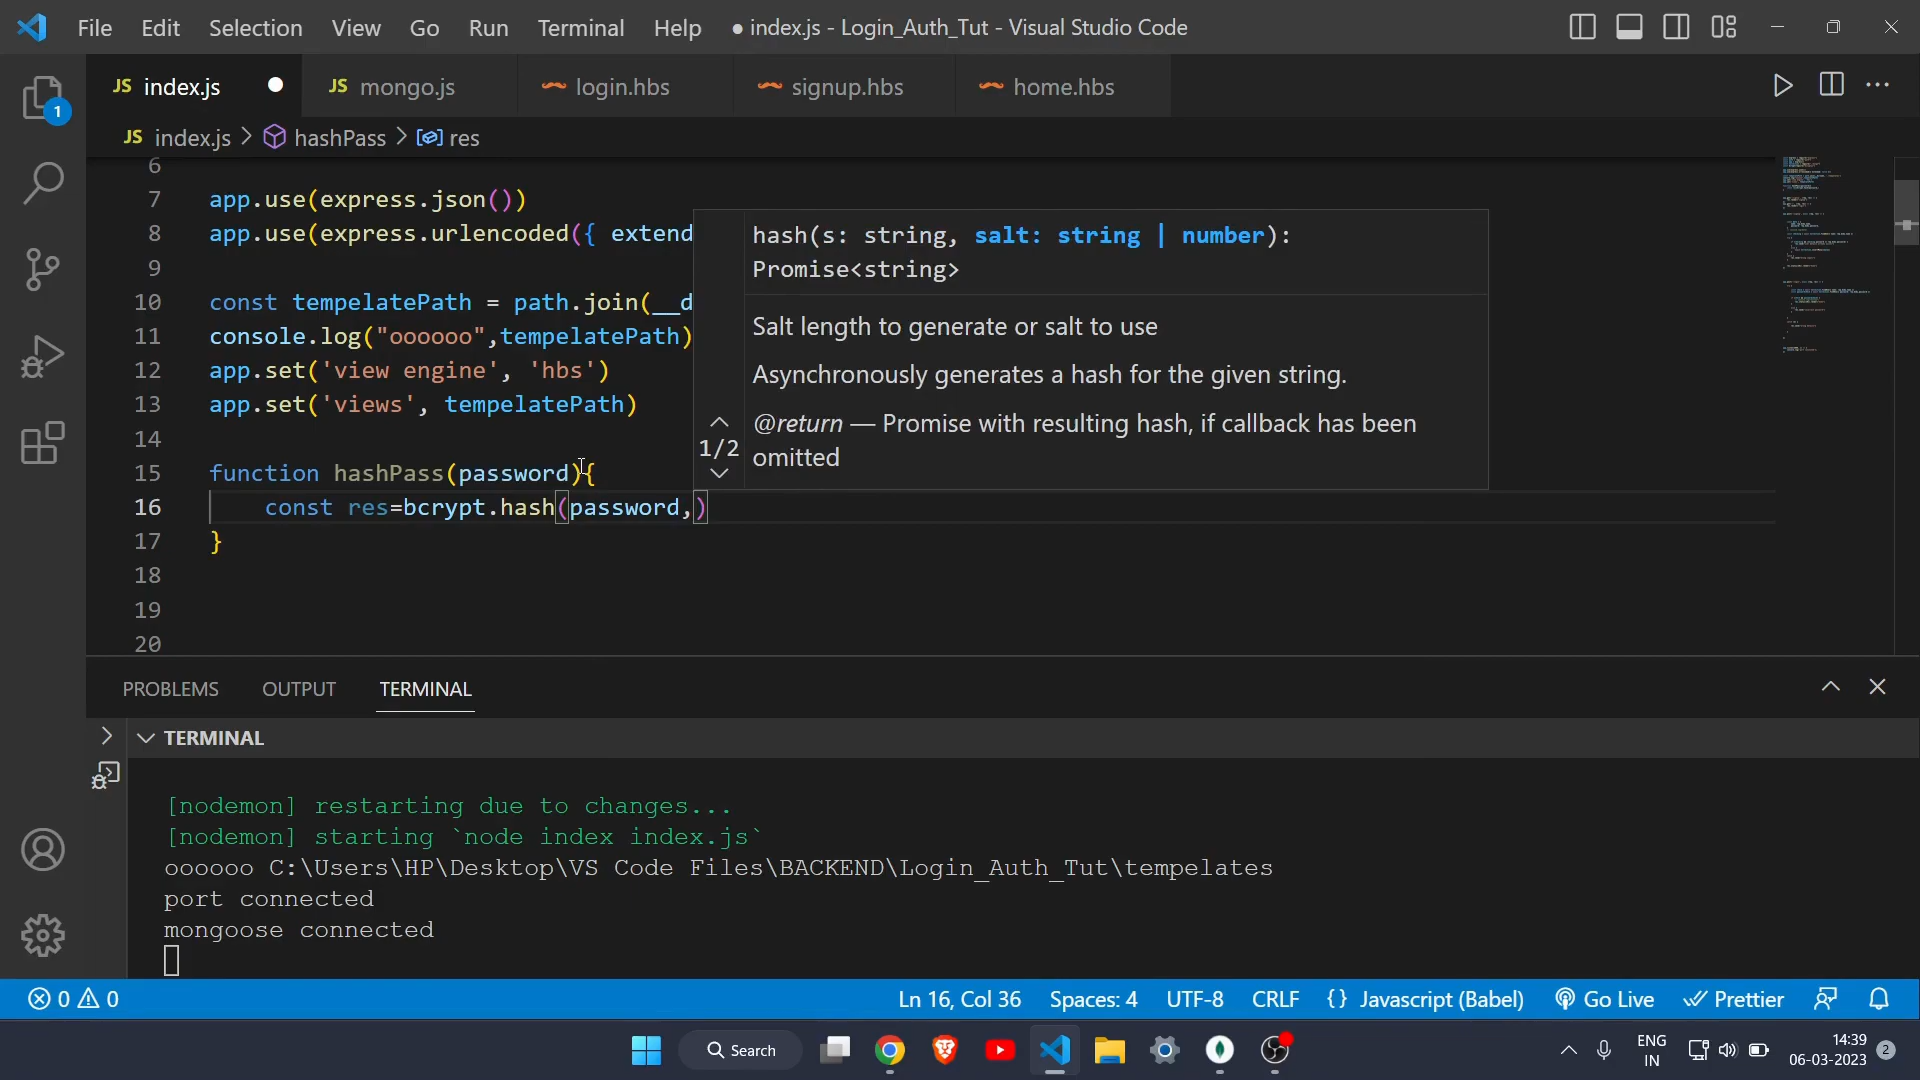 File Edit Selection View Go Run Terminal Help ● index.js - Login_Auth_Tut - Visual Studio Code
JS index.js ● JS mongo.js login.hbs signup.hbs home.hbs
1
JS index.js > hashPass > res
6
7 app.use(express.json())
8 app.use(express.urlencoded({ extend
9
10 const tempelatePath = path.join(__d
11 console.log("oooooo",tempelatePath)
12 app.set('view engine', 'hbs')
13 app.set('views', tempelatePath)
14
15 function hashPass(password){
16 const res=bcrypt.hash(password,)
17 }
18
19
20
hash(s: string, salt: string | number):
Promise<string>
Salt length to generate or salt to use
Asynchronously generates a hash for the given string.
@return — Promise with resulting hash, if callback has been
omitted
1/2
PROBLEMS OUTPUT TERMINAL
TERMINAL
[nodemon] restarting due to changes...
[nodemon] starting `node index index.js`
oooooo C:\Users\HP\Desktop\VS Code Files\BACKEND\Login_Auth_Tut\tempelates
port connected
mongoose connected
0 0 Ln 16, Col 36 Spaces: 4 UTF-8 CRLF {} Javascript (Babel) Go Live Prettier
Search
ENG
IN
14:39
06-03-2023
2